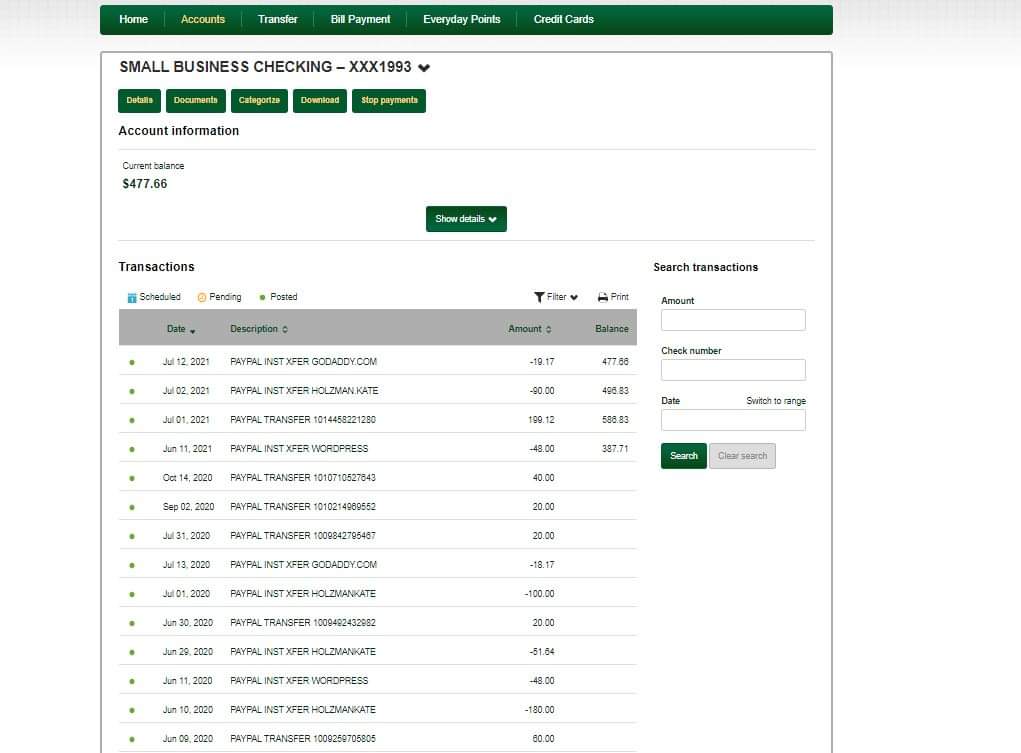 Home Accounts Transfer Bill Payment Everyday Points Credit Cards
SMALL BUSINESS CHECKING – XXX1993
Details Documents Categorize Download Stop payments
Account information
Current balance
$477.66
Show details
Transactions
Scheduled Pending Posted Filter Print
Date Description Amount Balance
Jul 12, 2021 PAYPAL INST XFER GODADDY.COM -19.17 477.66
Jul 02, 2021 PAYPAL INST XFER HOLZMAN.KATE -90.00 496.83
Jul 01, 2021 PAYPAL TRANSFER 1014458221280 199.12 586.83
Jun 11, 2021 PAYPAL INST XFER WORDPRESS -48.00 387.71
Oct 14, 2020 PAYPAL TRANSFER 1010710527643 40.00
Sep 02, 2020 PAYPAL TRANSFER 1010214969552 20.00
Jul 31, 2020 PAYPAL TRANSFER 1009842795467 20.00
Jul 13, 2020 PAYPAL INST XFER GODADDY.COM -18.17
Jul 01, 2020 PAYPAL INST XFER HOLZMANKATE -100.00
Jun 30, 2020 PAYPAL TRANSFER 1009492432982 20.00
Jun 29, 2020 PAYPAL INST XFER HOLZMANKATE -51.64
Jun 11, 2020 PAYPAL INST XFER WORDPRESS -48.00
Jun 10, 2020 PAYPAL INST XFER HOLZMANKATE -180.00
Jun 09, 2020 PAYPAL TRANSFER 1009259705805 60.00
Search transactions
Amount
Check number
Date Switch to range
Search Clear search